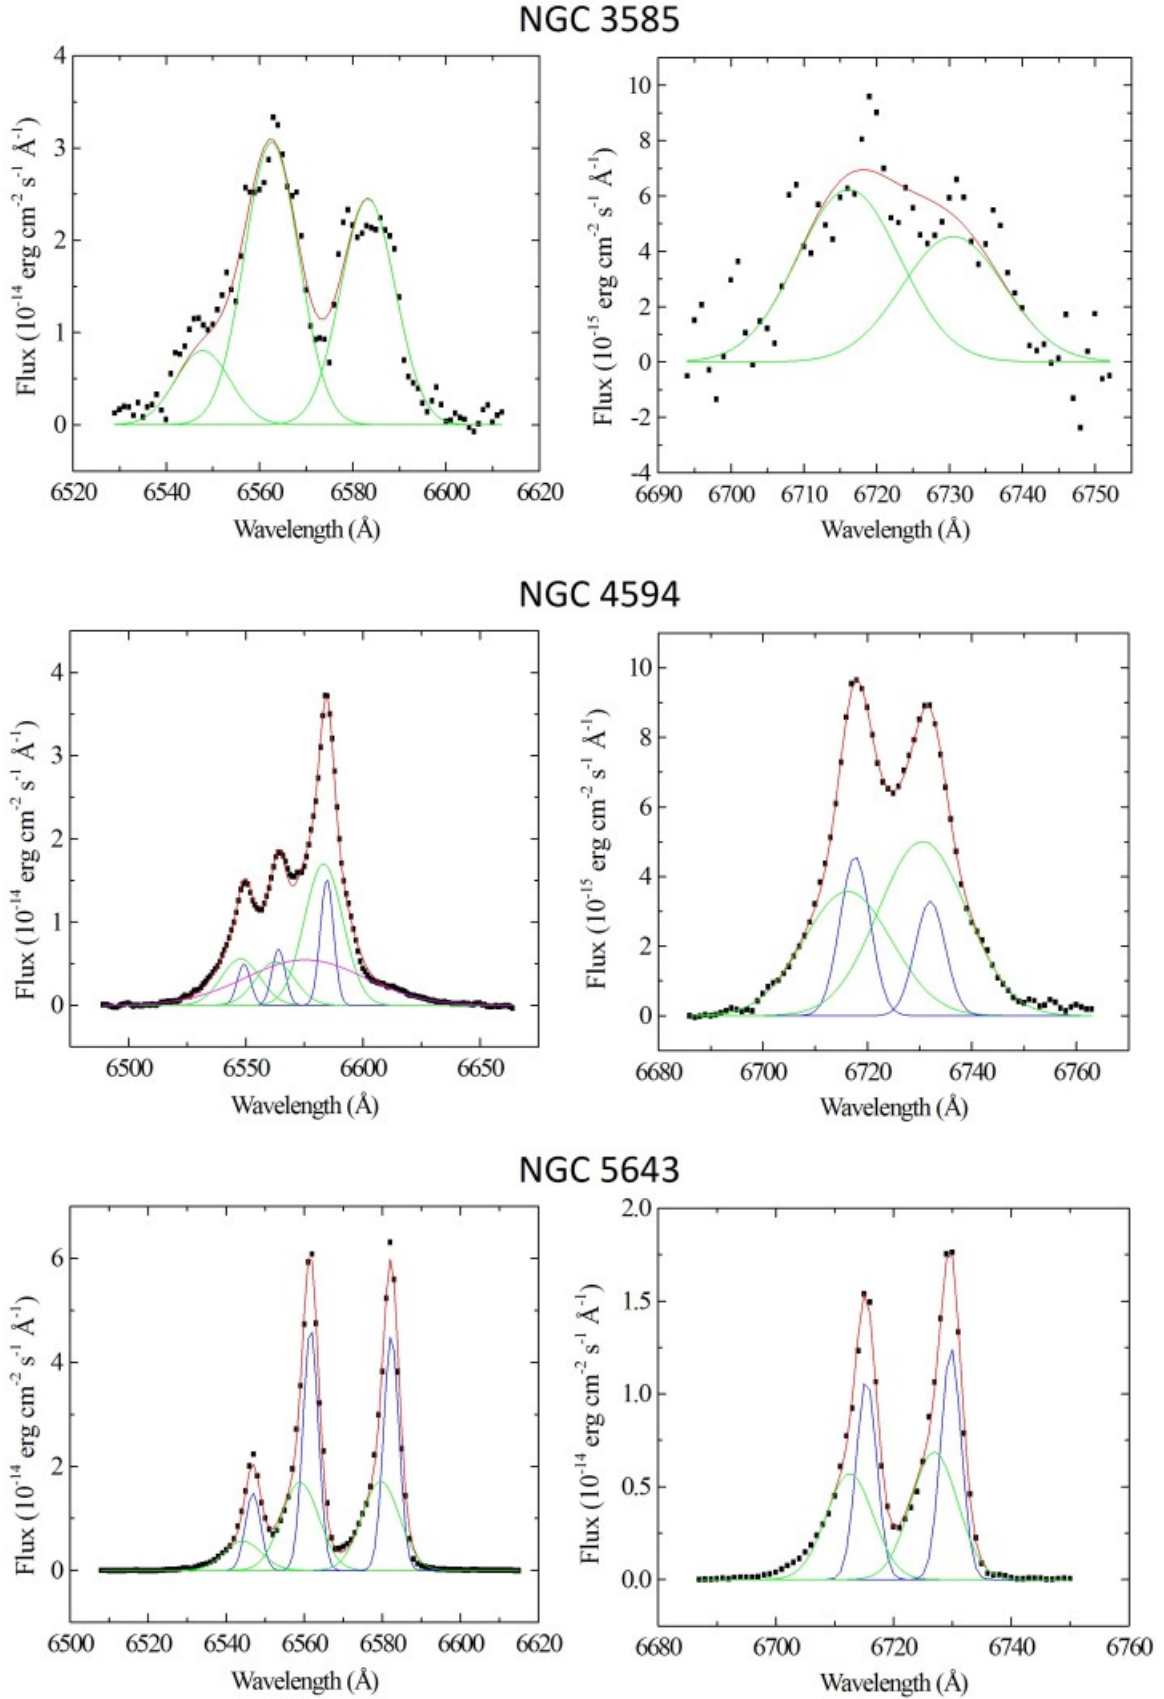 NGC 3585
4
3
2
1
0
Flux (10⁻¹⁴ erg cm⁻² s⁻¹ Å⁻¹)
6520 6540 6560 6580 6600 6620
Wavelength (Å)
10
8
6
4
2
0
-2
-4
Flux (10⁻¹⁵ erg cm⁻² s⁻¹ Å⁻¹)
6690 6700 6710 6720 6730 6740 6750
Wavelength (Å)
NGC 4594
4
3
2
1
0
Flux (10⁻¹⁴ erg cm⁻² s⁻¹ Å⁻¹)
6500 6550 6600 6650
Wavelength (Å)
10
8
6
4
2
0
Flux (10⁻¹⁵ erg cm⁻² s⁻¹ Å⁻¹)
6680 6700 6720 6740 6760
Wavelength (Å)
NGC 5643
6
4
2
0
Flux (10⁻¹⁴ erg cm⁻² s⁻¹ Å⁻¹)
6500 6520 6540 6560 6580 6600 6620
Wavelength (Å)
2.0
1.5
1.0
0.5
0.0
Flux (10⁻¹⁴ erg cm⁻² s⁻¹ Å⁻¹)
6680 6700 6720 6740 6760
Wavelength (Å)